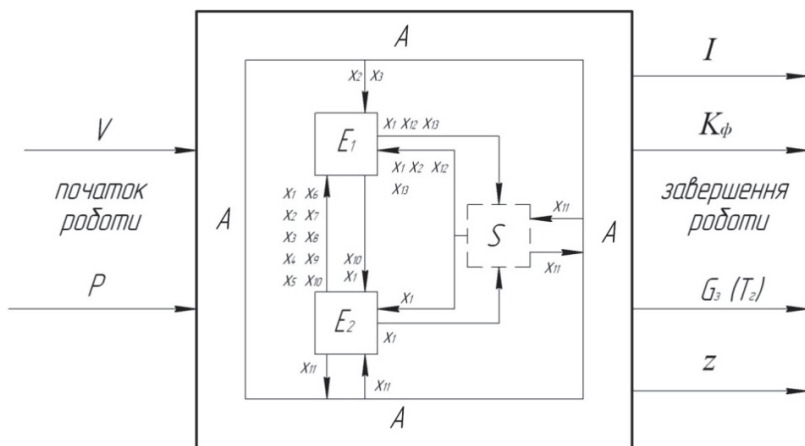 A
I
x₂ x₃
V
E₁
x₁ x₁₂ x₁₃
Kф
початок
роботи
x₁ x₂ x₁₂
x₁₃
завершення
роботи
x₁ x₆
x₂ x₇
x₃ x₈
x₄ x₉
x₅ x₁₀
A
S
x₁₁
A
x₁₁
x₁₀
x₁
P
x₁
G₃ (T₂)
E₂
x₁
x₁₁
x₁₁
z
A